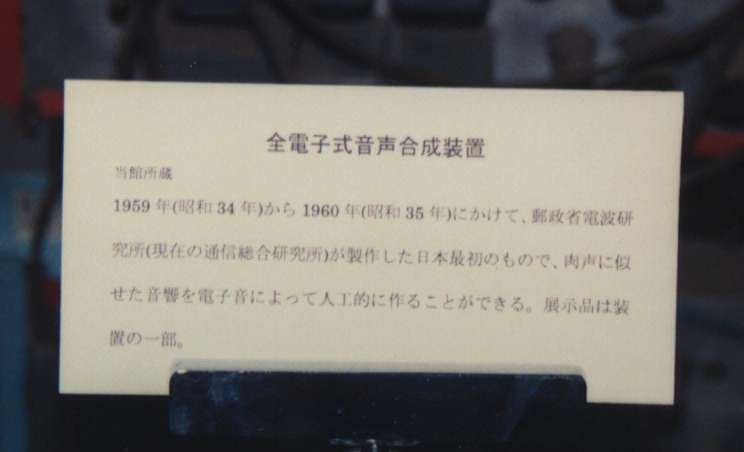 全電子式音声合成装置
当館所蔵
1959 年(昭和 34 年)から 1960 年(昭和 35 年)にかけて、郵政省電波研
究所(現在の通信総合研究所)が製作した日本最初のもので、肉声に似
せた音響を電子音によって人工的に作ることができる。展示品は装
置の一部。